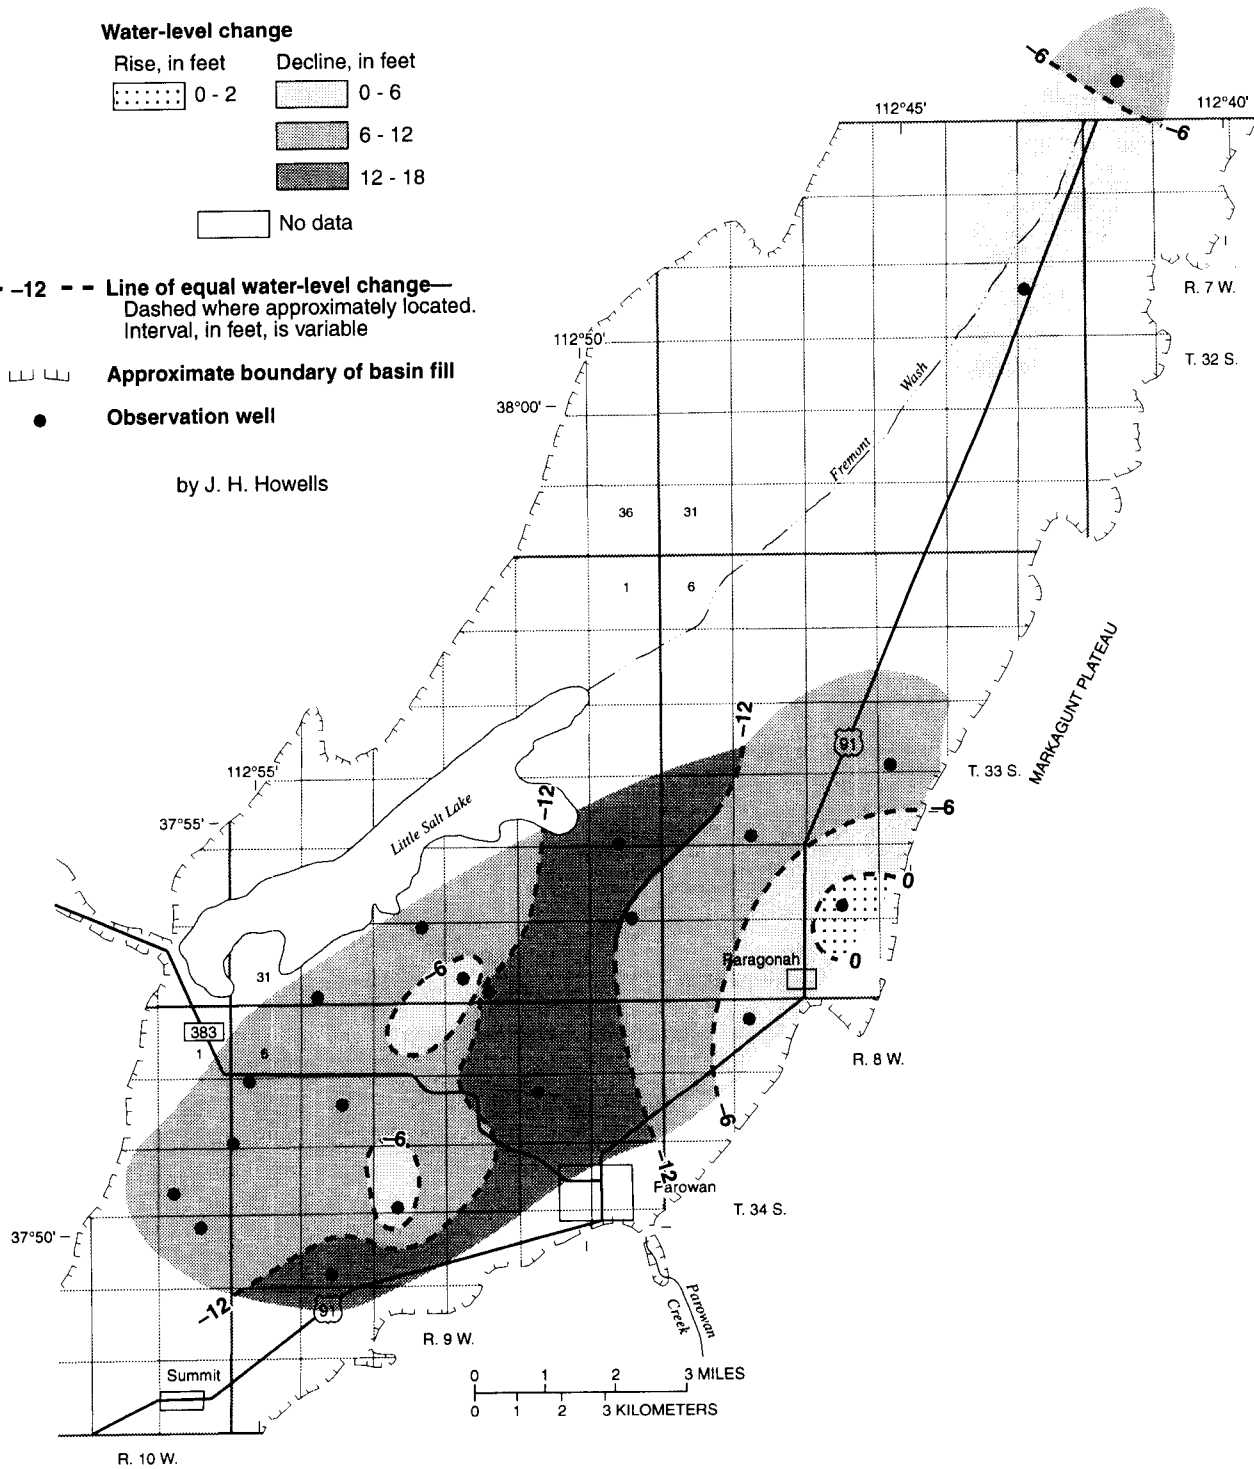 Water-level change
Rise, in feet
Decline, in feet
0 - 2
0 - 6
6 - 12
12 - 18
No data
–12
Line of equal water-level change—
Dashed where approximately located.
Interval, in feet, is variable
Approximate boundary of basin fill
Observation well
by J. H. Howells
–6
112°45'
112°40'
–6
R. 7 W.
112°50'
T. 32 S.
Wash
38°00'
Fremont
36
31
1
6
MARKAGUNT PLATEAU
–12
91
112°55'
T. 33 S.
–12
–6
Little Salt Lake
37°55'
0
Paragonah
0
–6
31
383
1
6
R. 8 W.
–6
–6
–12
Parowan
T. 34 S.
37°50'
–12
91
Parowan
Creek
R. 9 W.
Summit
0
1
2
3 MILES
0
1
2
3 KILOMETERS
R. 10 W.